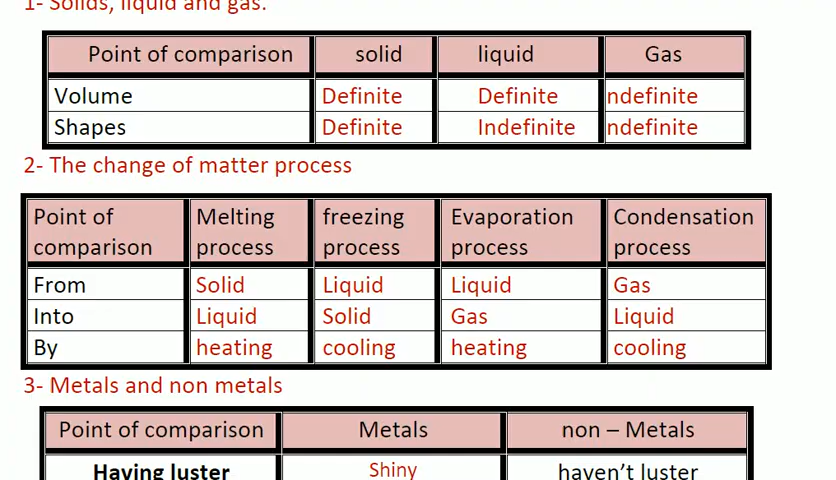 1- Solids, liquid and gas.
Point of comparison solid liquid Gas
Volume Definite Definite ndefinite
Shapes Definite Indefinite ndefinite
2- The change of matter process
Point of comparison Melting process freezing process Evaporation process Condensation process
From Solid Liquid Liquid Gas
Into Liquid Solid Gas Liquid
By heating cooling heating cooling
3- Metals and non metals
Point of comparison Metals non – Metals
Having luster Shiny haven't luster